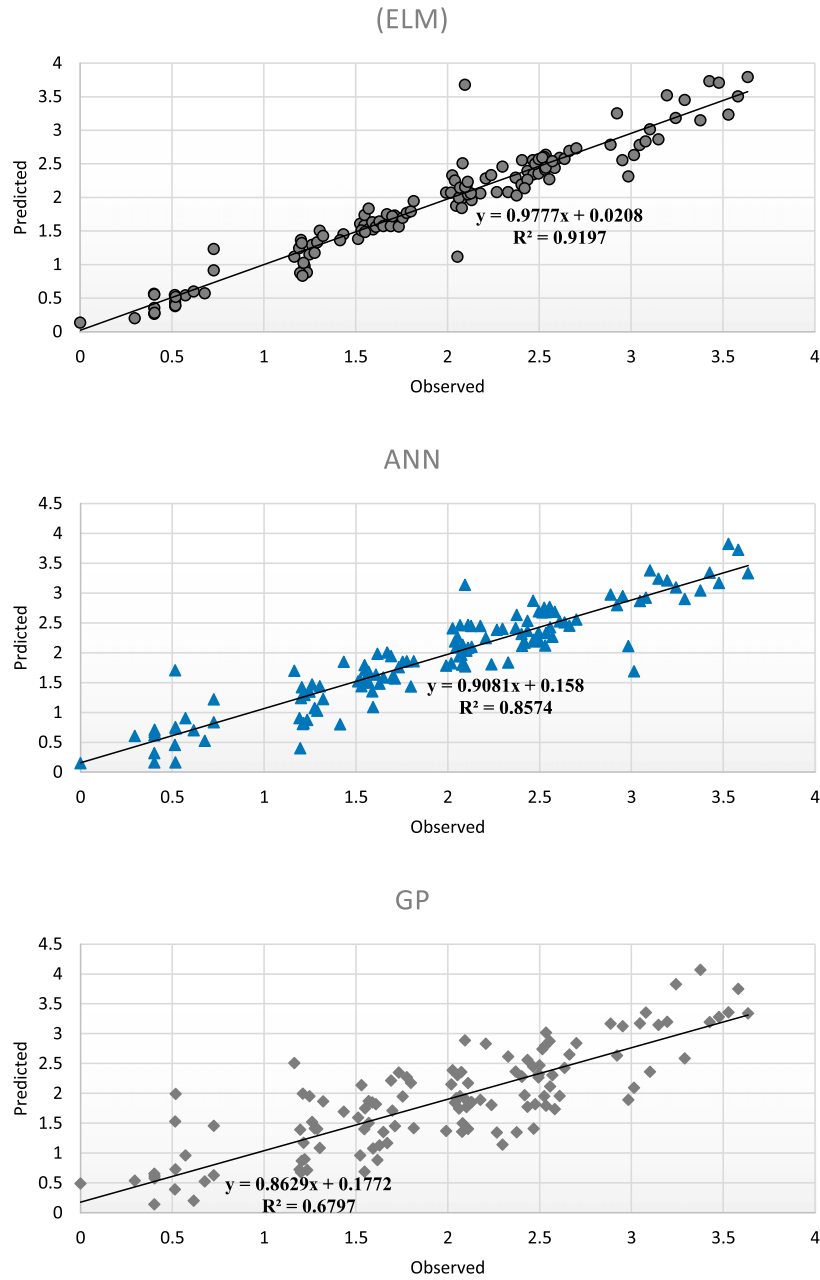 (ELM)
4
3.5
3
2.5
2
1.5
1
0.5
0
Predicted
y = 0.9777x + 0.0208
R² = 0.9197
0 0.5 1 1.5 2 2.5 3 3.5 4
Observed
ANN
4.5
4
3.5
3
2.5
2
1.5
1
0.5
0
Prdicted
y = 0.9081x + 0.158
R² = 0.8574
0 0.5 1 1.5 2 2.5 3 3.5 4
Observed
GP
4.5
4
3.5
3
2.5
2
1.5
1
0.5
0
Predicted
y = 0.8629x + 0.1772
R² = 0.6797
0 0.5 1 1.5 2 2.5 3 3.5 4
Observed